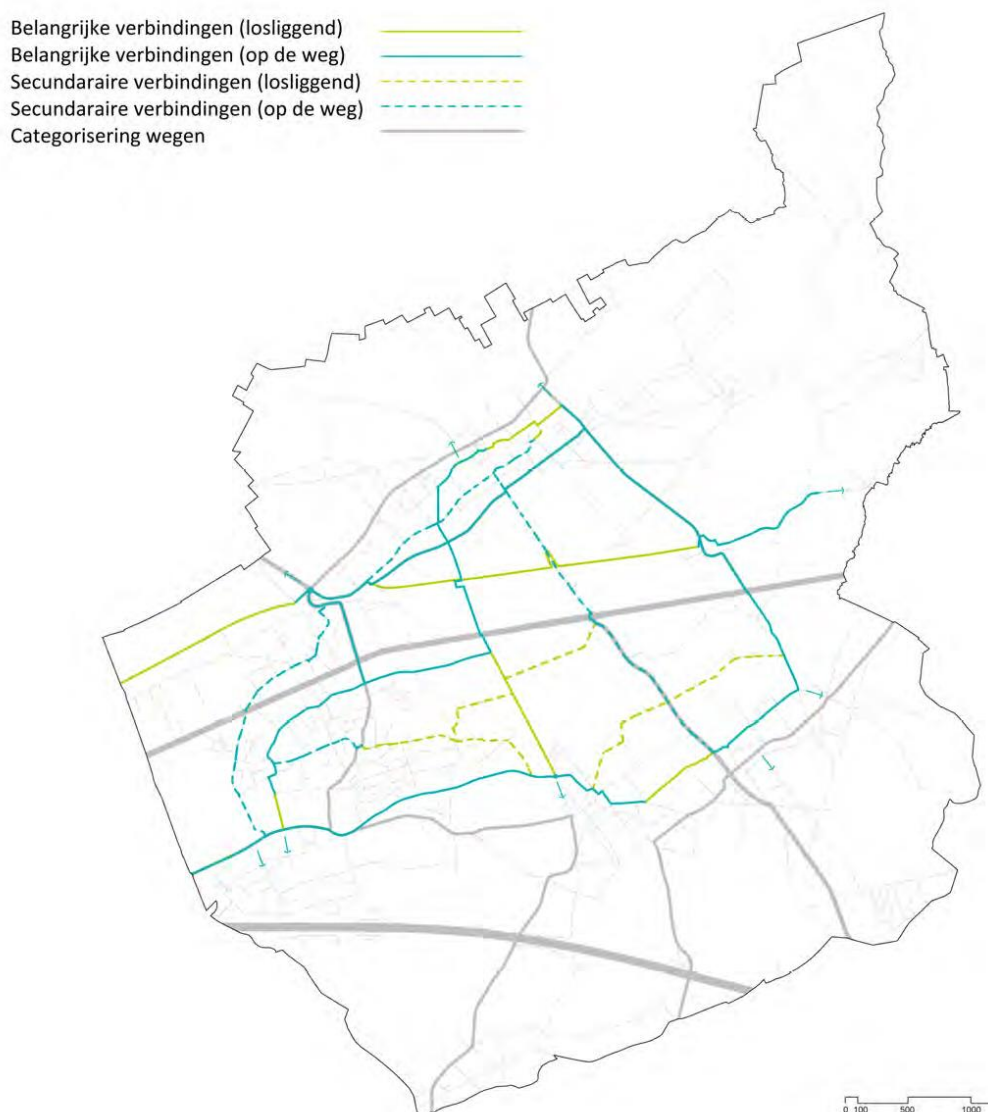 Belangrijke verbindingen (losliggend)
Belangrijke verbindingen (op de weg)
Secundaraire verbindingen (losliggend)
Secundaraire verbindingen (op de weg)
Categorisering wegen
0 100 500 1000